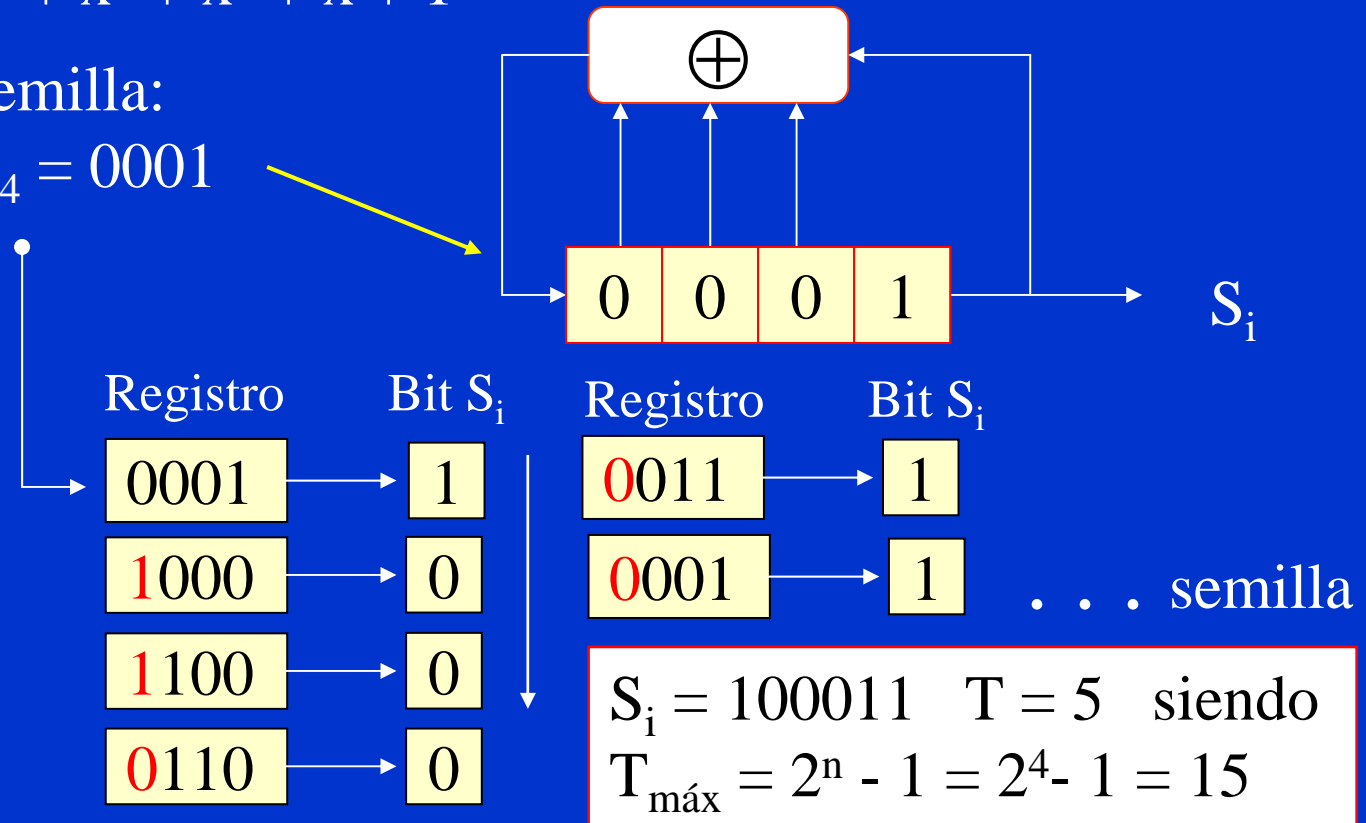 emilla:
4 = 0001
⊕
0 0 0 1
Si
Registro Bit Si
0001 1
1000 0
1100 0
0110 0
Registro Bit Si
0011 1
0001 1 . . . semilla
Si = 100011 T = 5 siendo
Tmáx = 2ⁿ - 1 = 2⁴- 1 = 15